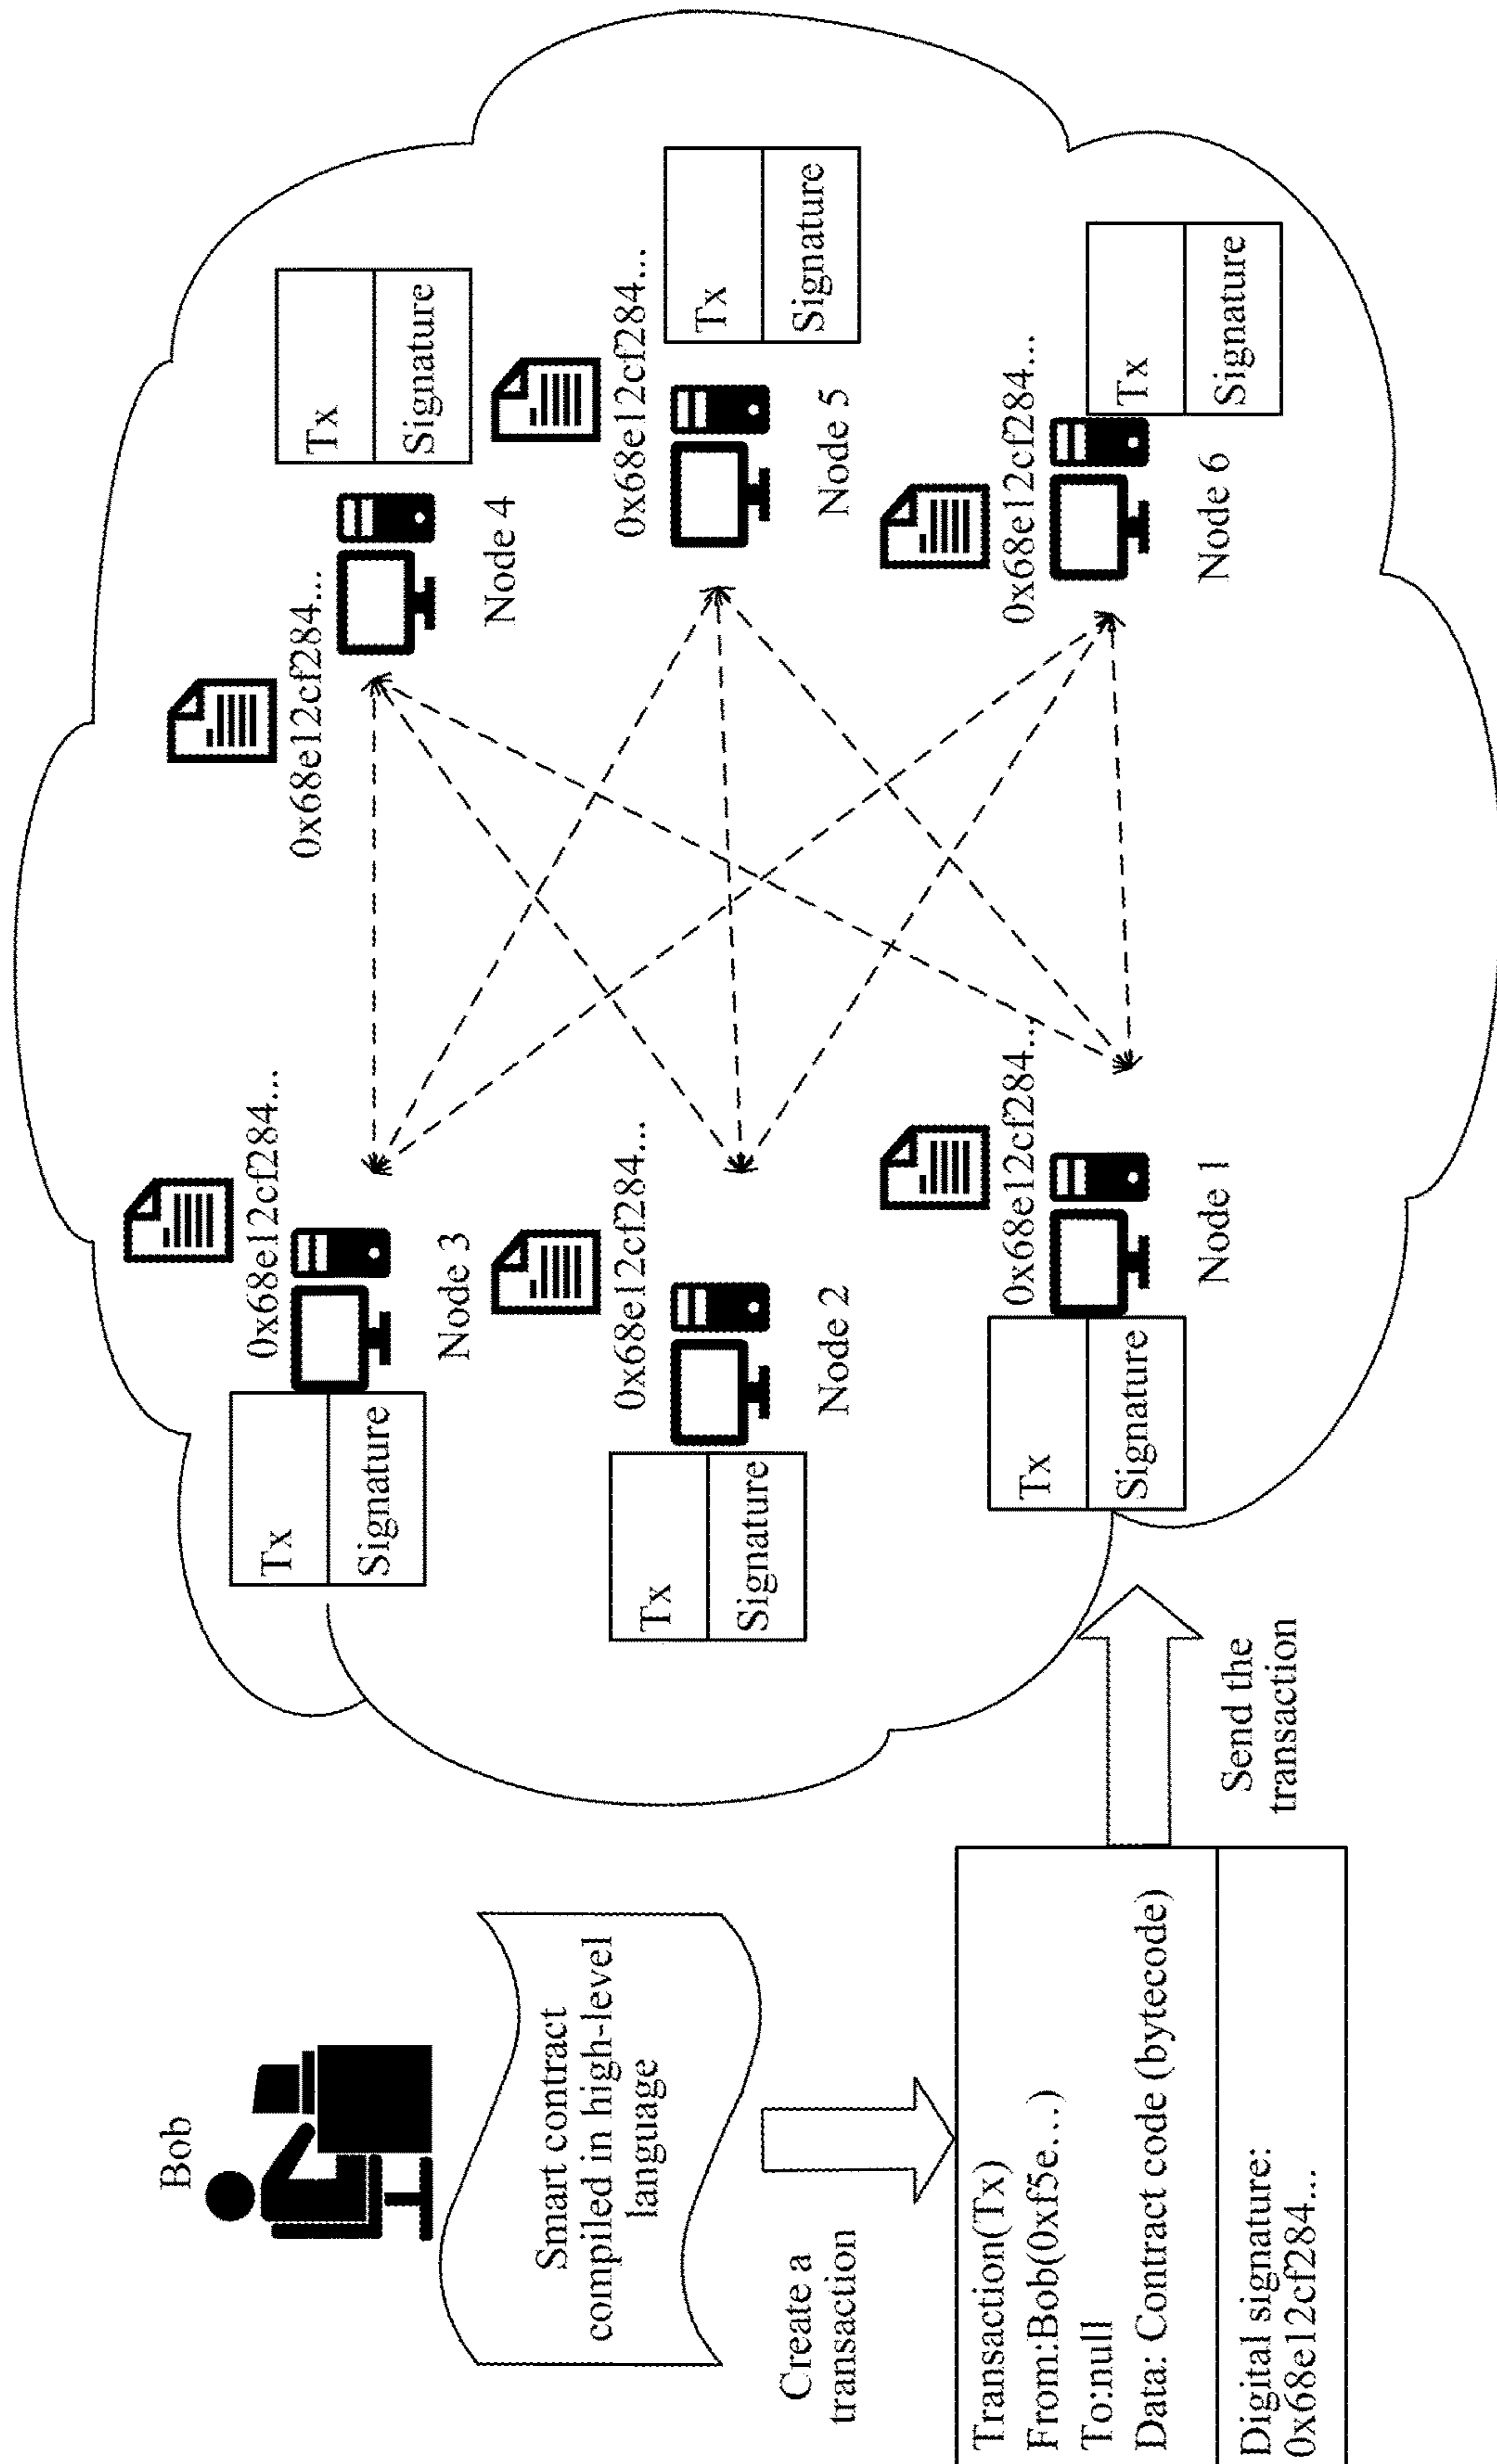 Bob
Smart contract
compiled in high-level
language
Create a
transaction
Transaction(Tx)
From:Bob(0xf5e…)
To:null
Data: Contract code (bytecode)
Digital signature:
0x68e12cf284...
Send the
transaction
0x68e12cf284...
Tx
Signature
Node 3
0x68e12cf284...
Tx
Signature
Node 2
0x68e12cf284...
Tx
Signature
Node 1
0x68e12cf284...
Tx
Signature
Node 4
0x68e12cf284...
Tx
Signature
Node 5
0x68e12cf284...
Tx
Signature
Node 6